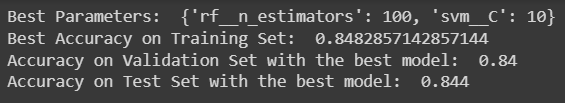 Best Parameters:  {'rf__n_estimators': 100, 'svm__C': 10}
Best Accuracy on Training Set:  0.8482857142857144
Accuracy on Validation Set with the best model:  0.84
Accuracy on Test Set with the best model:  0.844